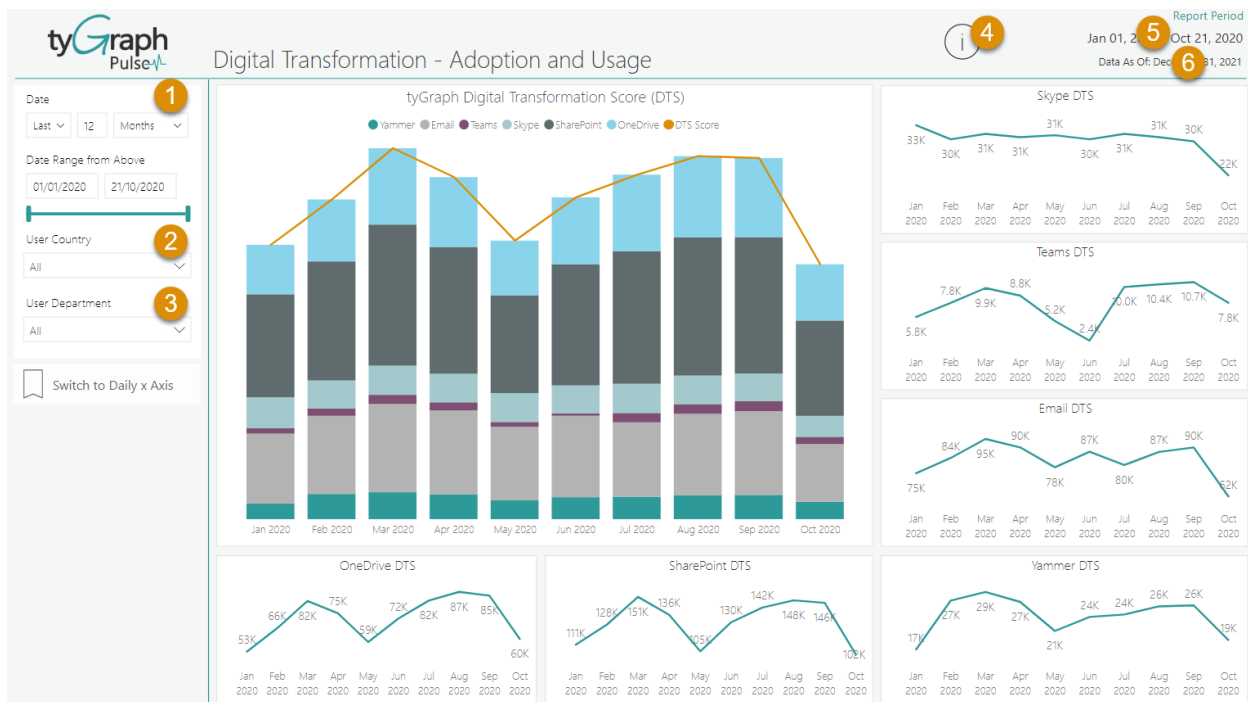 tyGraph
Pulse
Digital Transformation - Adoption and Usage
i
4
Report Period
Jan 01, 2 5 Oct 21, 2020
Data As Of: Dec 6 31, 2021
Date
1
Last 12 Months
Date Range from Above
01/01/2020 21/10/2020
User Country
2
All
User Department
3
All
Switch to Daily x Axis
tyGraph Digital Transformation Score (DTS)
Yammer Email Teams Skype SharePoint OneDrive DTS Score
Jan 2020 Feb 2020 Mar 2020 Apr 2020 May 2020 Jun 2020 Jul 2020 Aug 2020 Sep 2020 Oct 2020
Skype DTS
33K 30K 31K 31K 31K 30K 31K 31K 30K 22K
Jan Feb Mar Apr May Jun Jul Aug Sep Oct
2020 2020 2020 2020 2020 2020 2020 2020 2020 2020
Teams DTS
5.8K 7.8K 9.9K 8.8K 5.2K 2.4K 10.0K 10.4K 10.7K 7.8K
Jan Feb Mar Apr May Jun Jul Aug Sep Oct
2020 2020 2020 2020 2020 2020 2020 2020 2020 2020
Email DTS
75K 84K 95K 90K 78K 87K 80K 87K 90K 62K
Jan Feb Mar Apr May Jun Jul Aug Sep Oct
2020 2020 2020 2020 2020 2020 2020 2020 2020 2020
OneDrive DTS
53K 66K 82K 75K 59K 72K 82K 87K 85K 60K
Jan Feb Mar Apr May Jun Jul Aug Sep Oct
2020 2020 2020 2020 2020 2020 2020 2020 2020 2020
SharePoint DTS
111K 128K 151K 136K 105K 130K 142K 148K 146K 102K
Jan Feb Mar Apr May Jun Jul Aug Sep Oct
2020 2020 2020 2020 2020 2020 2020 2020 2020 2020
Yammer DTS
17K 27K 29K 27K 21K 24K 24K 26K 26K 19K
Jan Feb Mar Apr May Jun Jul Aug Sep Oct
2020 2020 2020 2020 2020 2020 2020 2020 2020 2020